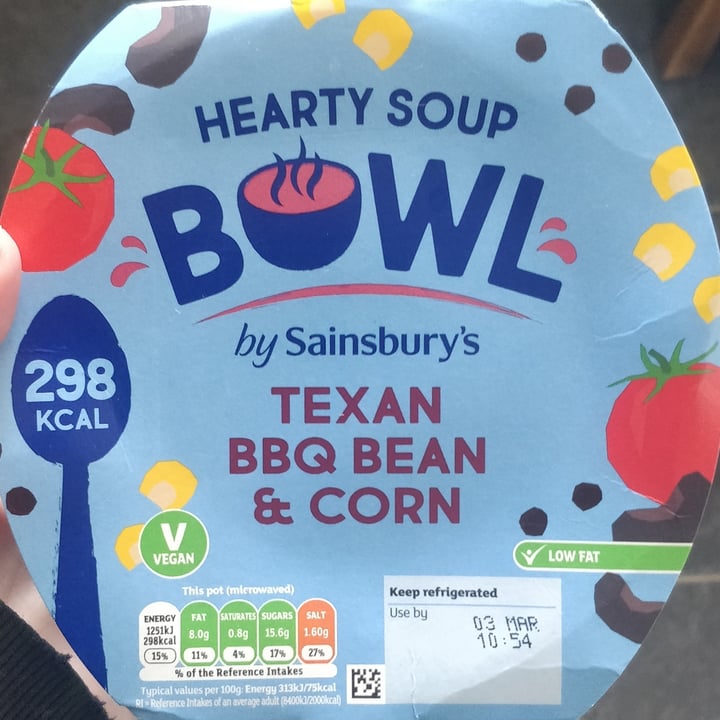 HEARTY SOUP
BOWL
by Sainsbury's
298
KCAL
TEXAN
BBQ BEAN
& CORN
V
VEGAN
LOW FAT
This pot (microwaved)
ENERGY
1251kJ
298kcal
15%
FAT
8.0g
11%
SATURATES
0.8g
4%
SUGARS
15.6g
17%
SALT
1.60g
27%
% of the Reference Intakes
Typical values per 100g: Energy 313kJ/75kcal
RI = Reference Intakes of an average adult (8400kJ/2000kcal)
Keep refrigerated
Use by
03 MAR
10:54